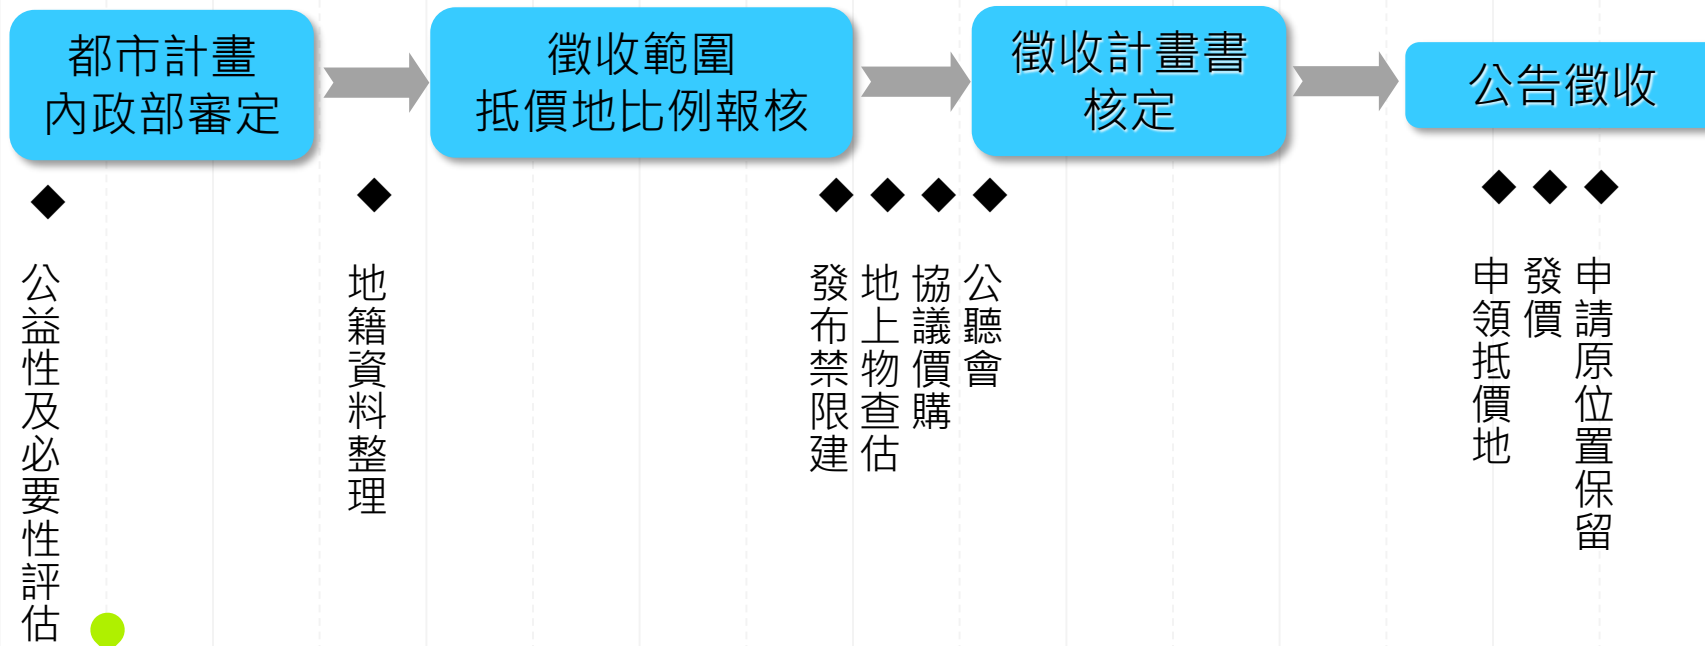 都市計畫
內政部審定
徵收範圍
抵價地比例報核
徵收計畫書
核定
公告徵收
公益性及必要性評估
地籍資料整理
發布禁限建
地上物查估
協議價購
公聽會
申領抵價地
發價
申請原位置保留